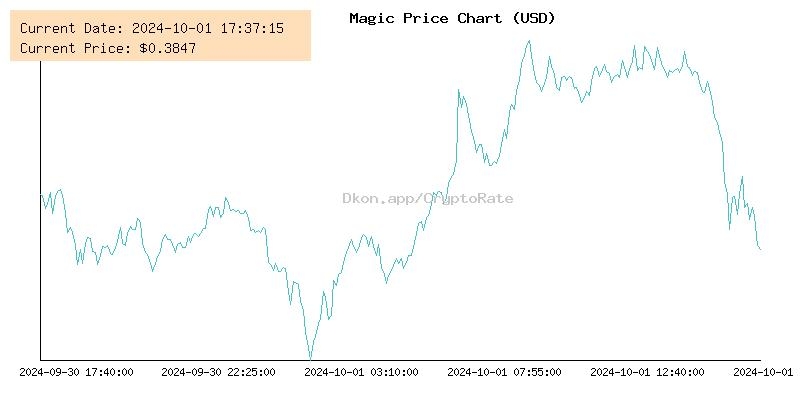 Magic Price Chart (USD)
Current Date: 2024-10-01 17:37:15
Current Price: $0.3847
Dkon.app/CryptoRate
2024-09-30 17:40:00
2024-09-30 22:25:00
2024-10-01 03:10:00
2024-10-01 07:55:00
2024-10-01 12:40:00
2024-10-01